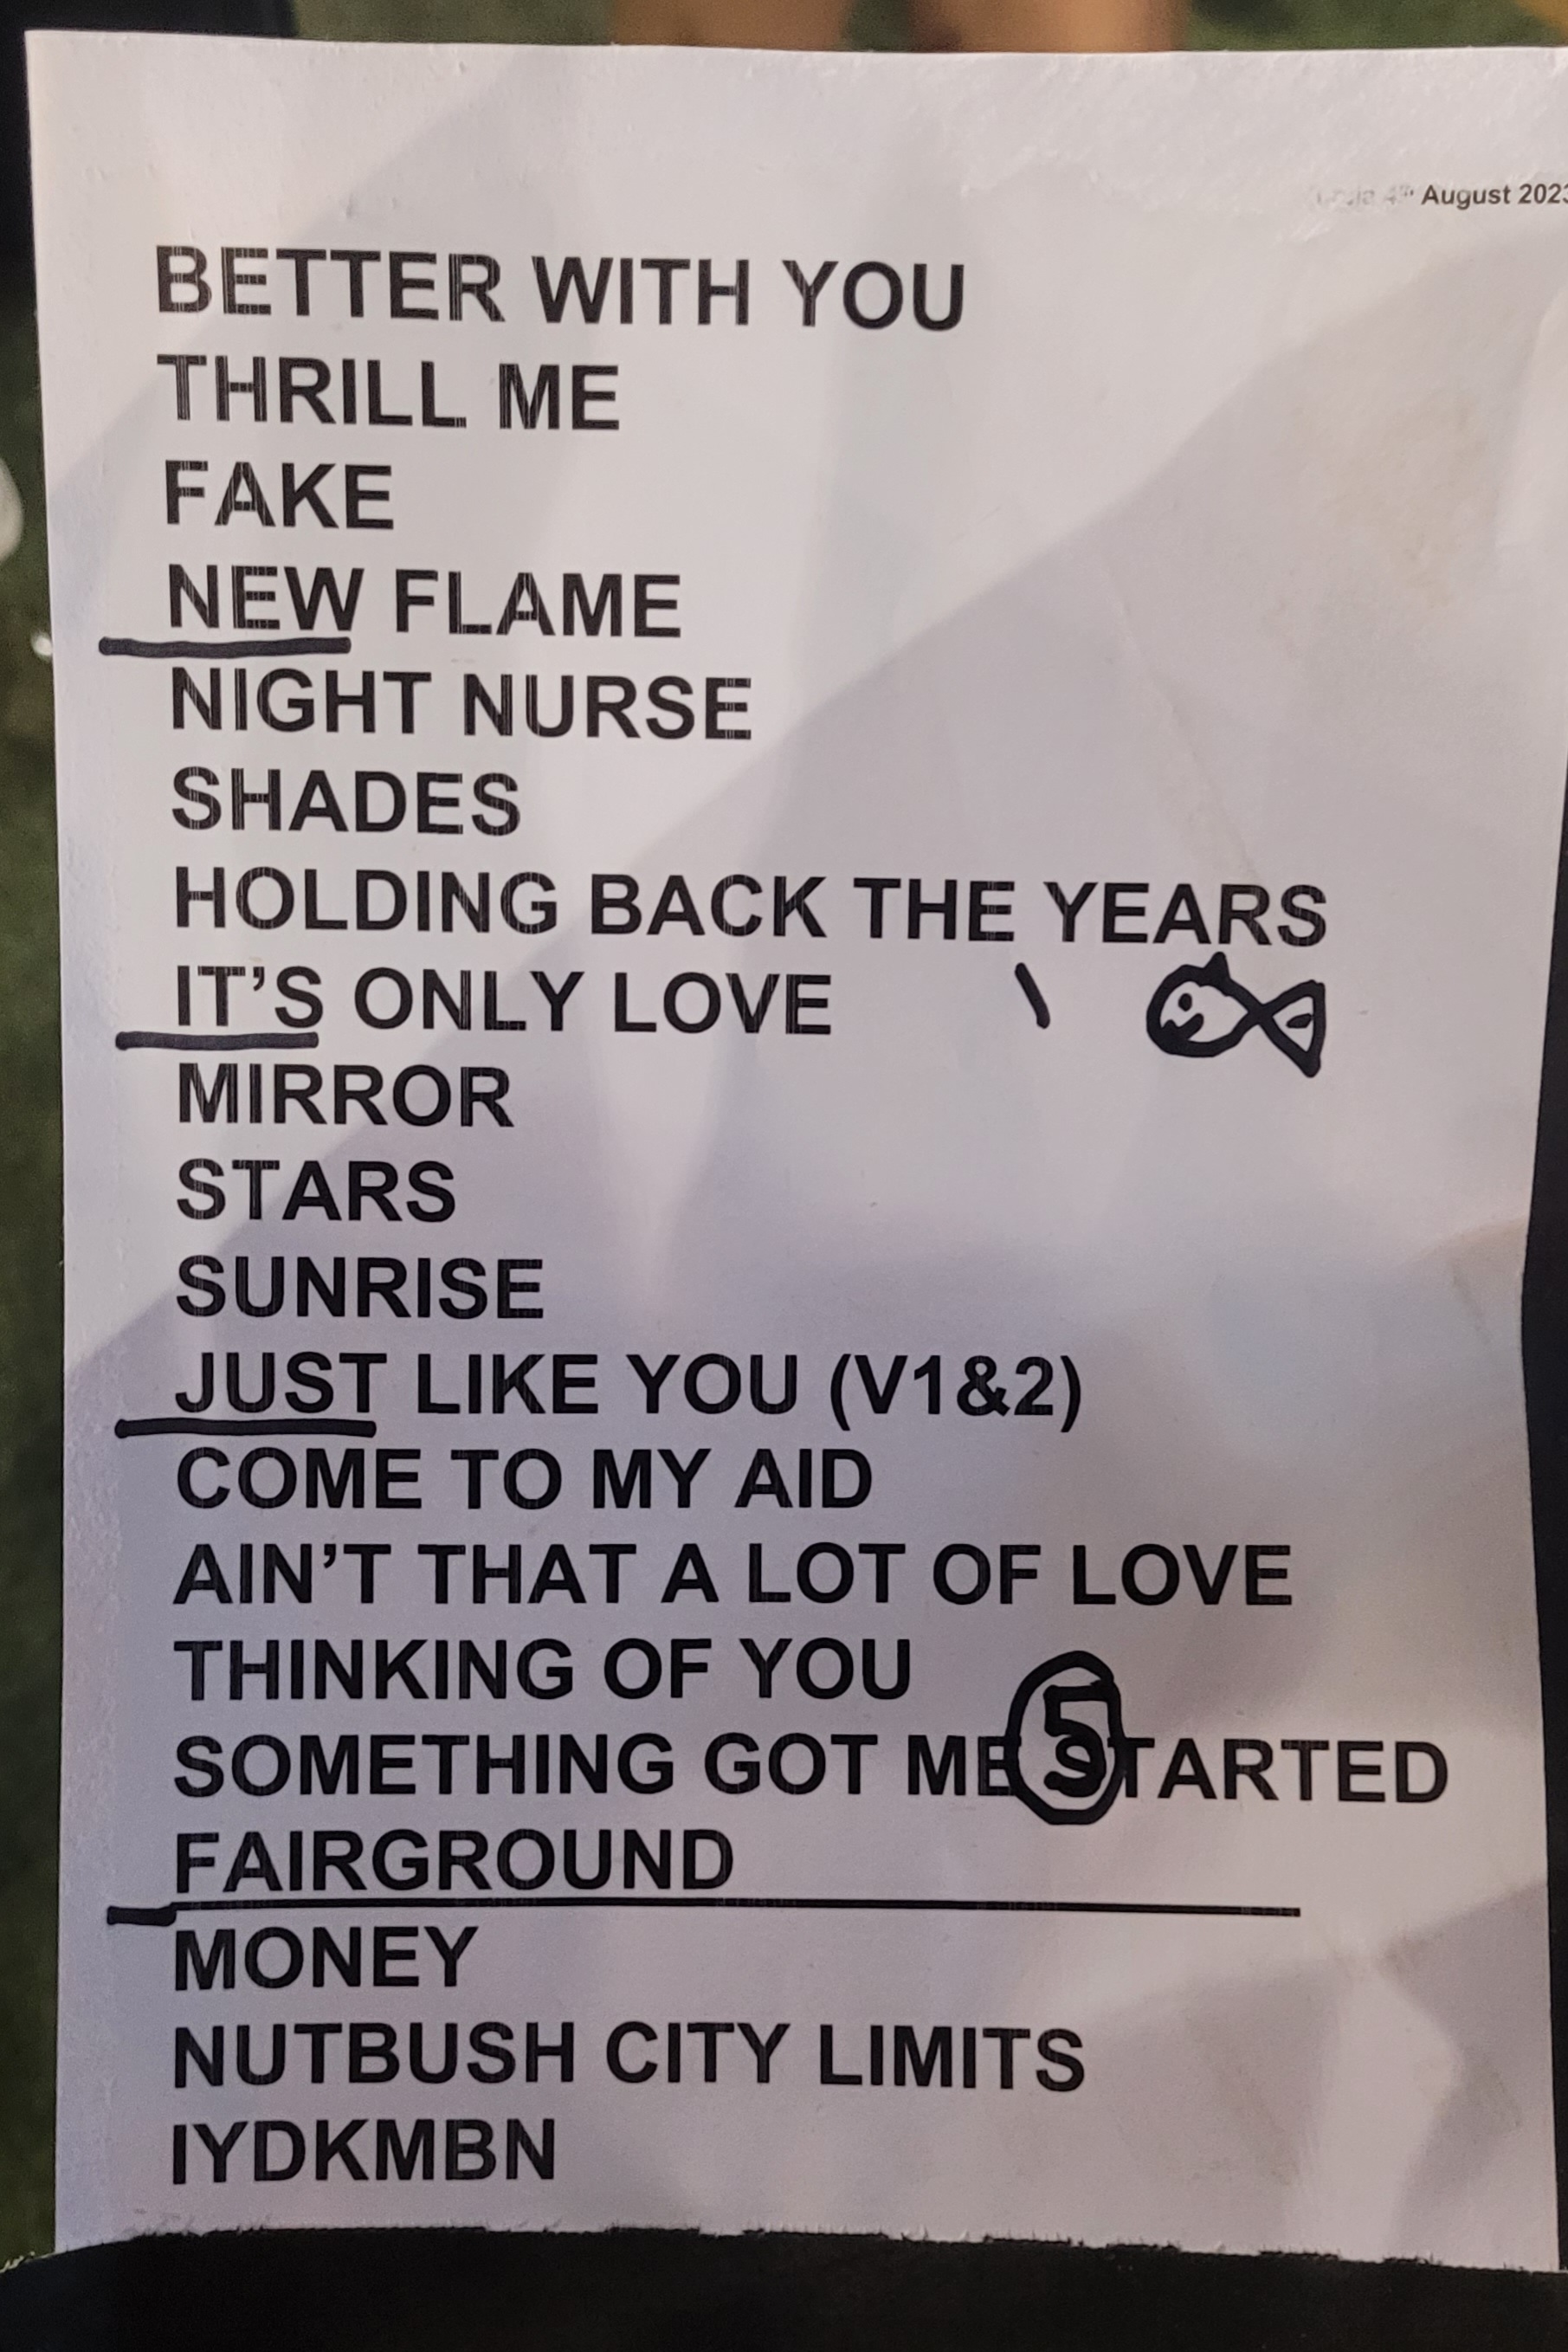 August 2023
BETTER WITH YOU
THRILL ME
FAKE
NEW FLAME
NIGHT NURSE
SHADES
HOLDING BACK THE YEARS
IT’S ONLY LOVE
MIRROR
STARS
SUNRISE
JUST LIKE YOU (V1&2)
COME TO MY AID
AIN’T THAT A LOT OF LOVE
THINKING OF YOU
5
SOMETHING GOT ME STARTED
FAIRGROUND
MONEY
NUTBUSH CITY LIMITS
IYDKMBN